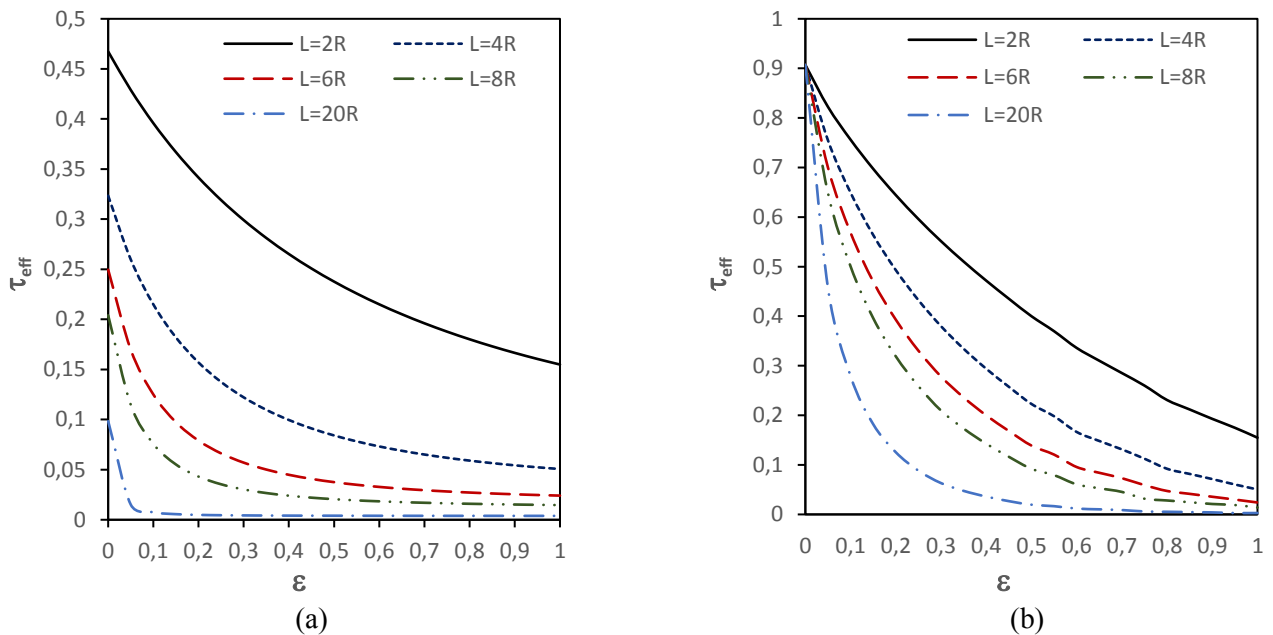 0,5
0,45
0,4
0,35
0,3
0,25
0,2
0,15
0,1
0,05
0
τeff
L=2R L=4R
L=6R L=8R
L=20R
0 0,1 0,2 0,3 0,4 0,5 0,6 0,7 0,8 0,9 1
ε
(a)
1
0,9
0,8
0,7
0,6
0,5
0,4
0,3
0,2
0,1
0
τeff
L=2R L=4R
L=6R L=8R
L=20R
0 0,1 0,2 0,3 0,4 0,5 0,6 0,7 0,8 0,9 1
ε
(b)